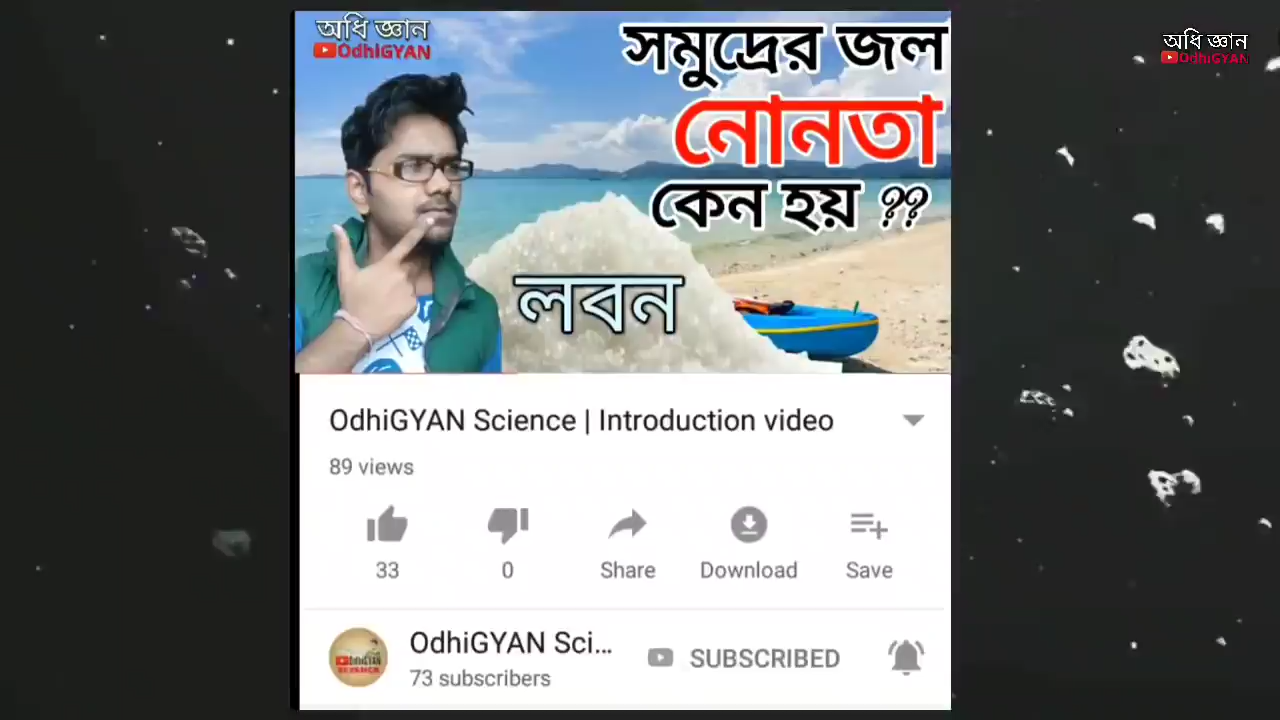 অধি জ্ঞান
OdhiGYAN
সমুদ্রের জল
নোনতা
কেন হয় ??
লবন
অধি জ্ঞান
OdhiGYAN
OdhiGYAN Science | Introduction video
89 views
33
0
Share
Download
Save
OdhiGYAN Sci...
73 subscribers
SUBSCRIBED